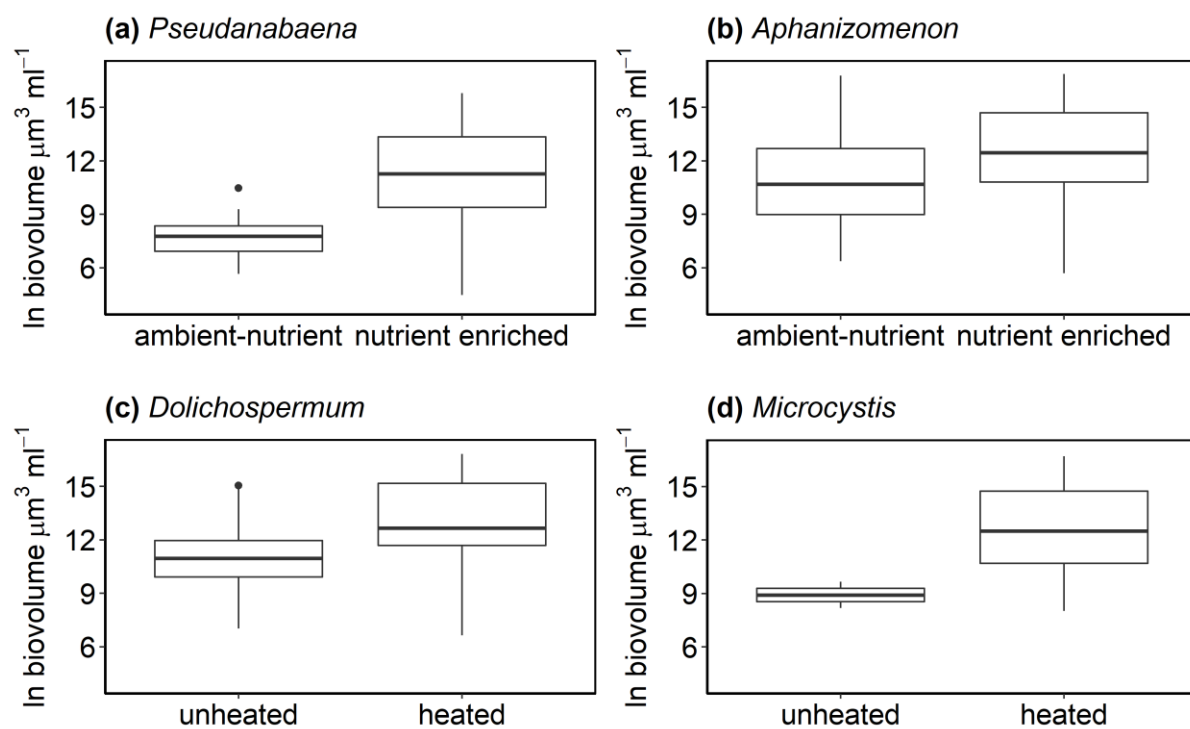 (a) Pseudanabaena
ln biovolume μm³ ml⁻¹
15
12
9
6
ambient-nutrient nutrient enriched
(b) Aphanizomenon
ln biovolume μm³ ml⁻¹
15
12
9
6
ambient-nutrient nutrient enriched
(c) Dolichospermum
ln biovolume μm³ ml⁻¹
15
12
9
6
unheated heated
(d) Microcystis
ln biovolume μm³ ml⁻¹
15
12
9
6
unheated heated